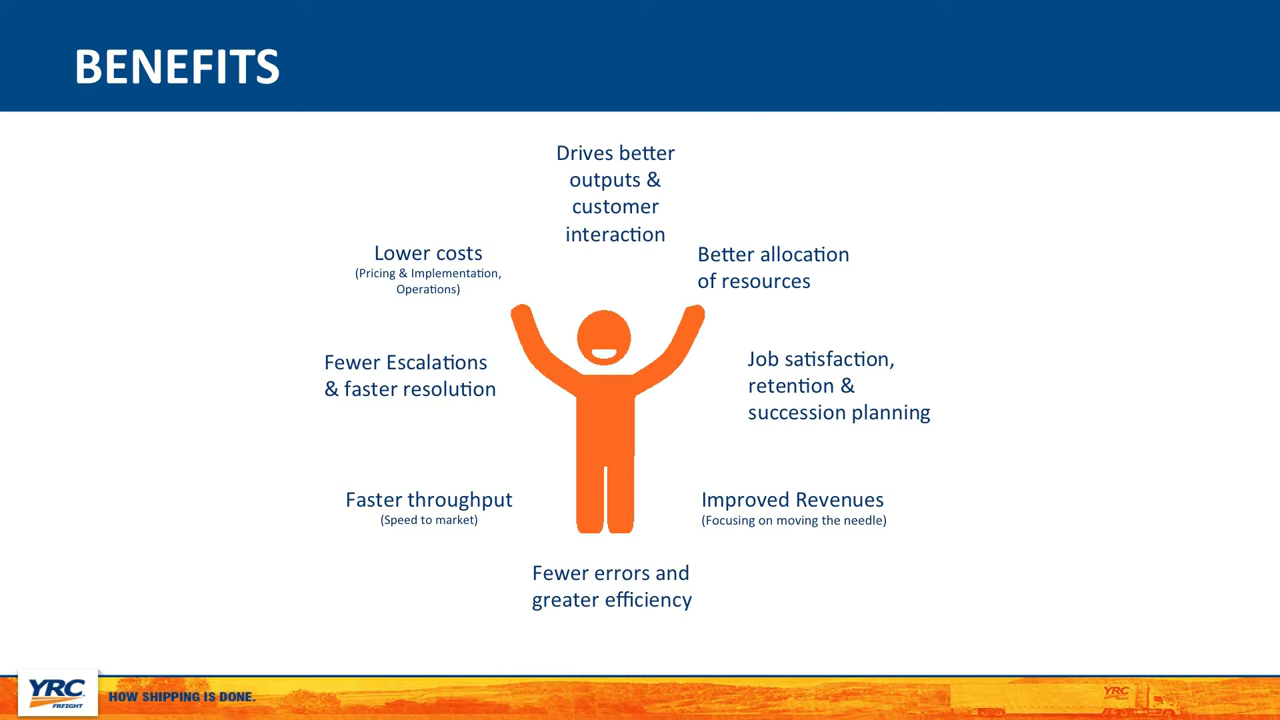 BENEFITS
Drives better
outputs &
customer
interaction
Lower costs
(Pricing & Implementation,
Operations)
Better allocation
of resources
Fewer Escalations
& faster resolution
Job satisfaction,
retention &
succession planning
Faster throughput
(Speed to market)
Improved Revenues
(Focusing on moving the needle)
Fewer errors and
greater efficiency
YRC
FREIGHT
HOW SHIPPING IS DONE.
YRC